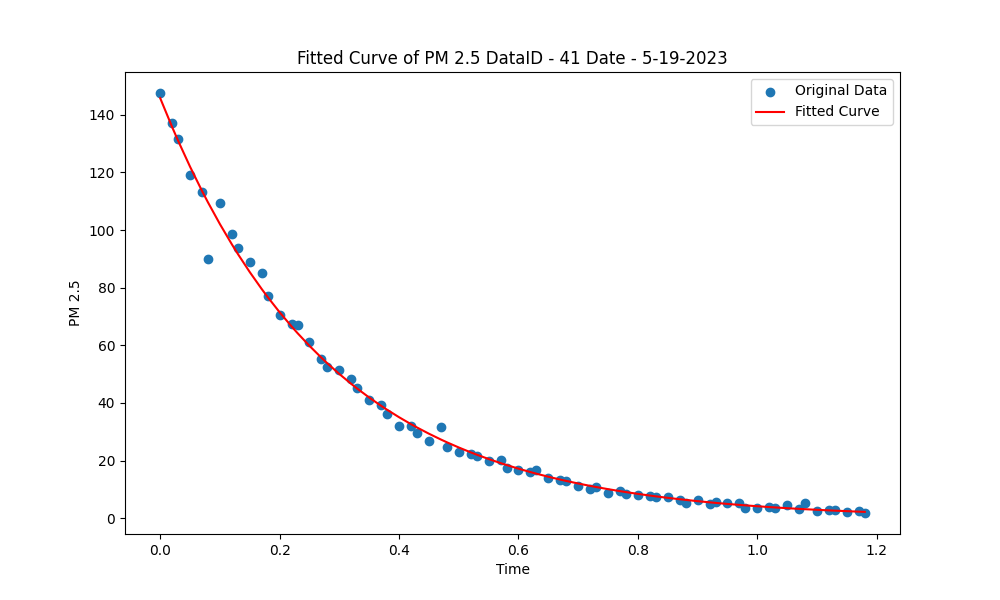 Fitted Curve of PM 2.5 DataID - 41 Date - 5-19-2023
Original Data
Fitted Curve
140
120
100
80
60
40
20
0
PM 2.5
0.0 0.2 0.4 0.6 0.8 1.0 1.2
Time